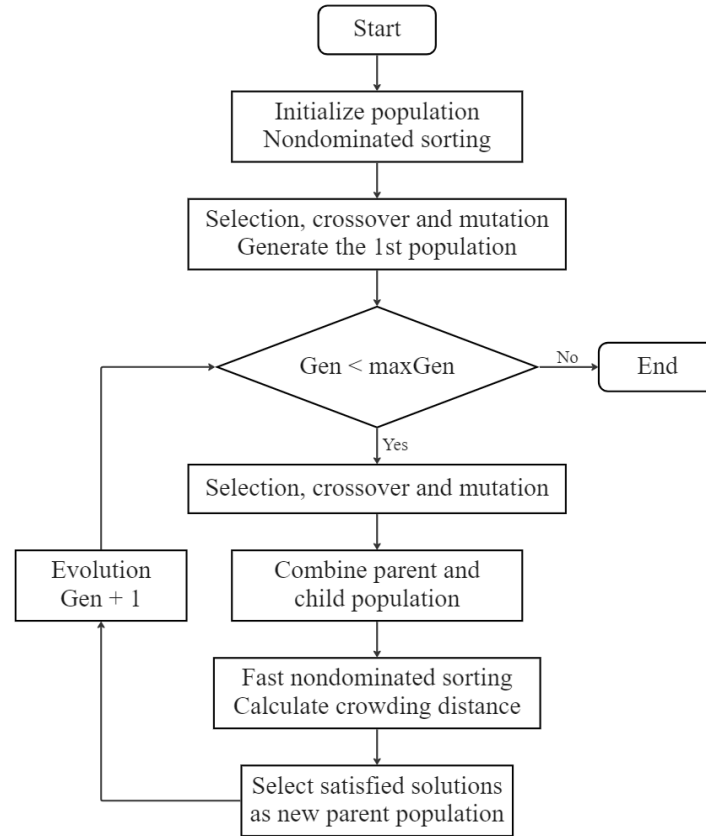 Start
Initialize population
Nondominated sorting
Selection, crossover and mutation
Generate the 1st population
Gen < maxGen
No
End
Yes
Selection, crossover and mutation
Combine parent and
child population
Fast nondominated sorting
Calculate crowding distance
Select satisfied solutions
as new parent population
Evolution
Gen + 1